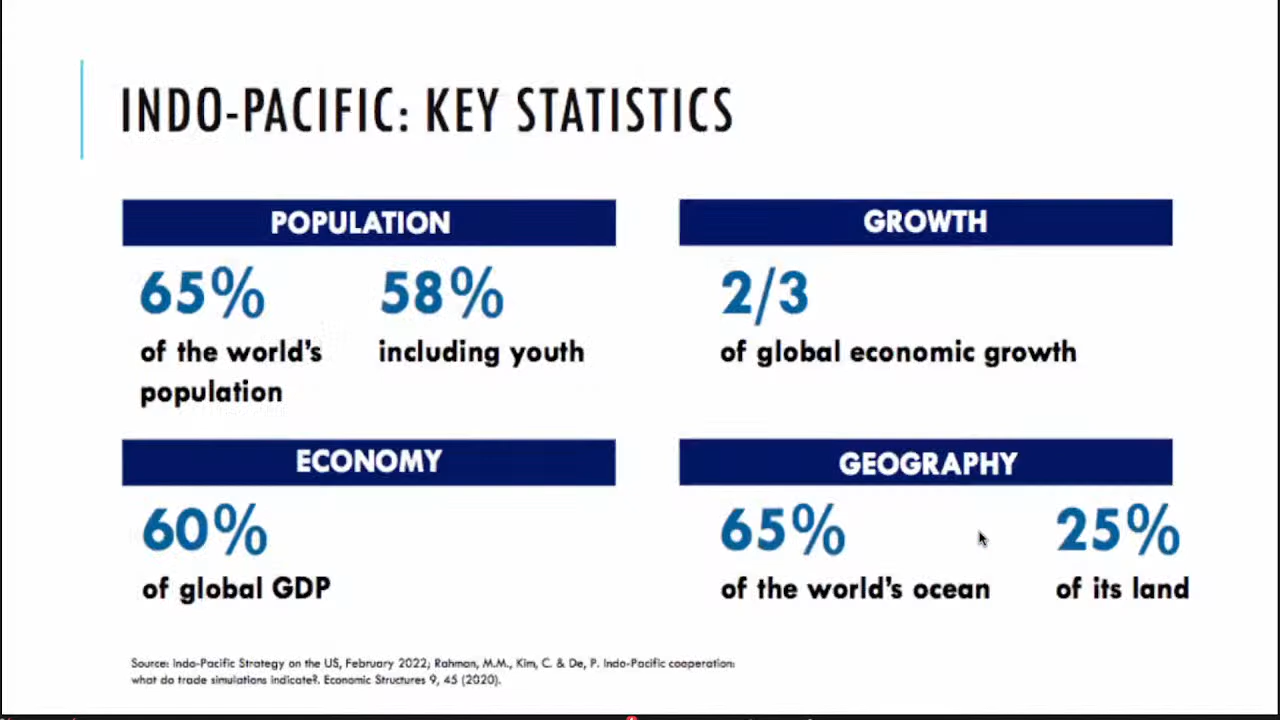 INDO-PACIFIC: KEY STATISTICS
POPULATION
65%
of the world's
population
58%
including youth
GROWTH
2/3
of global economic growth
ECONOMY
60%
of global GDP
GEOGRAPHY
65%
of the world's ocean
25%
of its land
Source: Indo-Pacific Strategy on the US, February 2022; Rahman, M.M., Kim, C. & De, P. Indo-Pacific cooperation:
what do trade simulations indicate?. Economic Structures 9, 45 (2020).